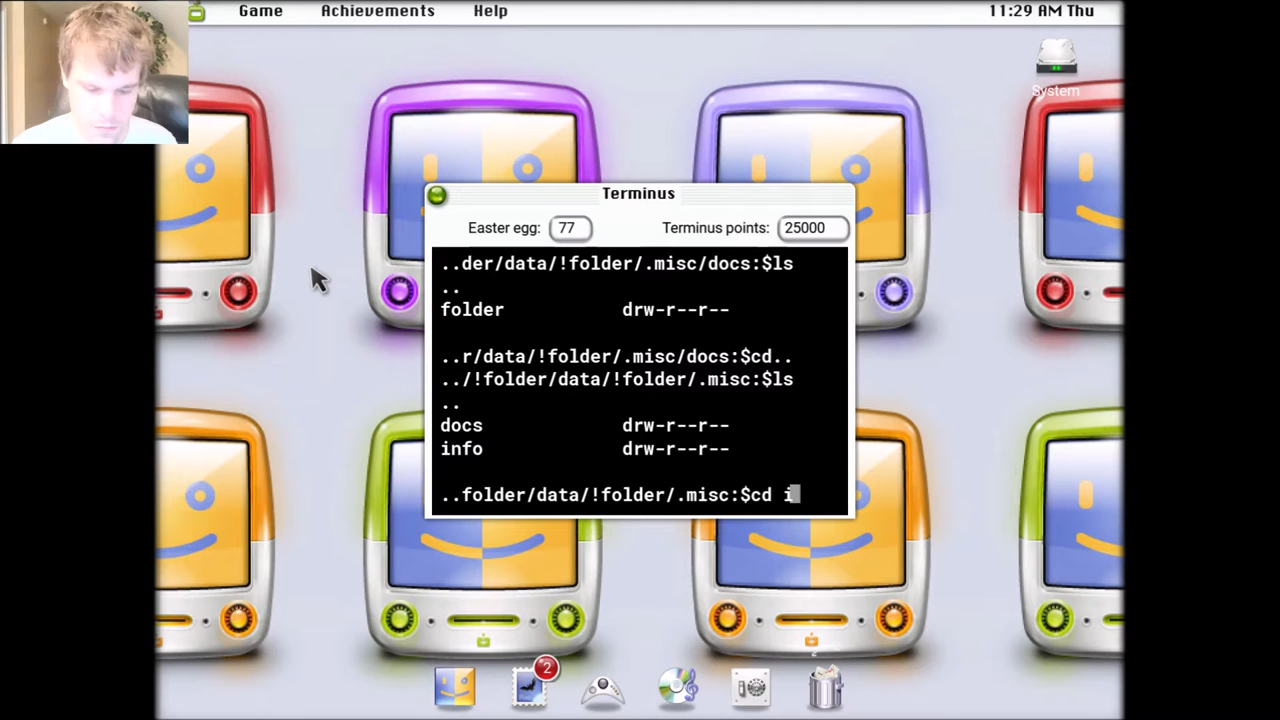 Game Achievements Help 11:29 AM Thu
System
Terminus
Easter egg: 77 Terminus points: 25000
..der/data/!folder/.misc/docs:$ls
..
folder drw-r--r--
..r/data/!folder/.misc/docs:$cd..
../!folder/data/!folder/.misc:$ls
..
docs drw-r--r--
info drw-r--r--
..folder/data/!folder/.misc:$cd i
2
2